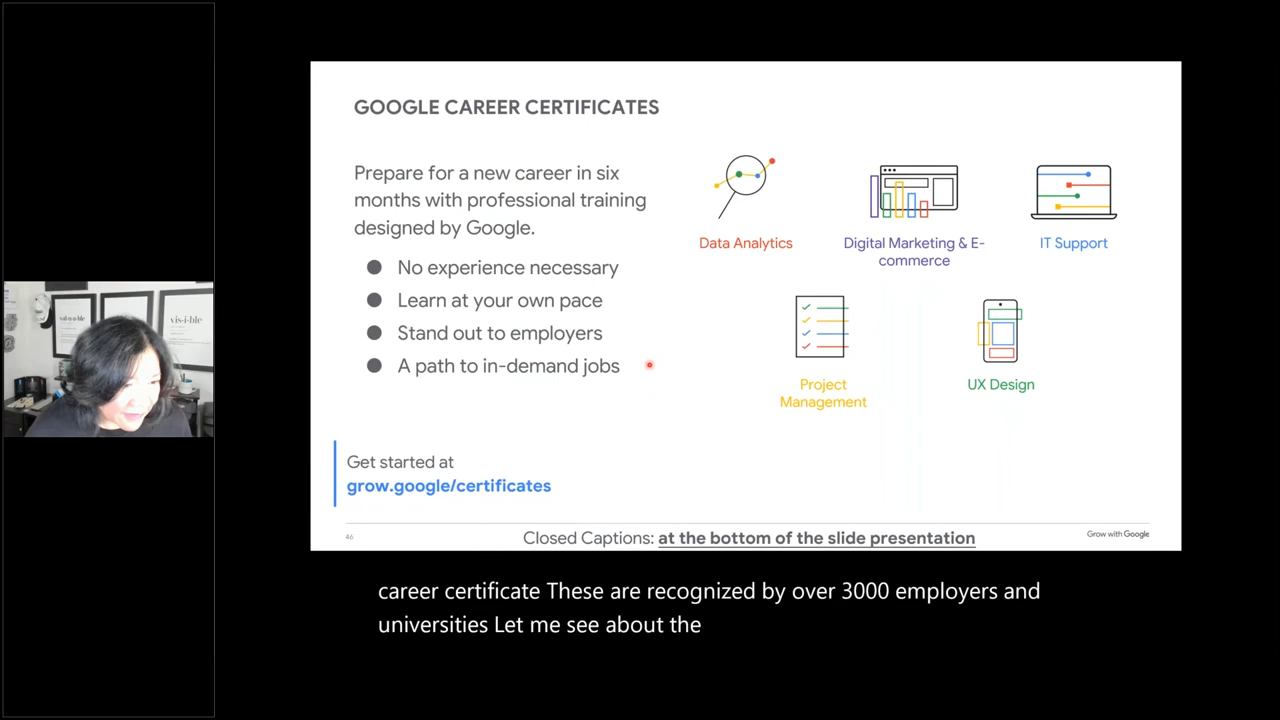 GOOGLE CAREER CERTIFICATES
Prepare for a new career in six
months with professional training
designed by Google.
No experience necessary
Learn at your own pace
Stand out to employers
A path to in-demand jobs
Data Analytics
Digital Marketing & E-
commerce
IT Support
Project
Management
UX Design
Get started at
grow.google/certificates
46
Closed Captions: at the bottom of the slide presentation
Grow with Google
val·u·a·ble
vis·i·ble
career certificate These are recognized by over 3000 employers and
universities Let me see about the